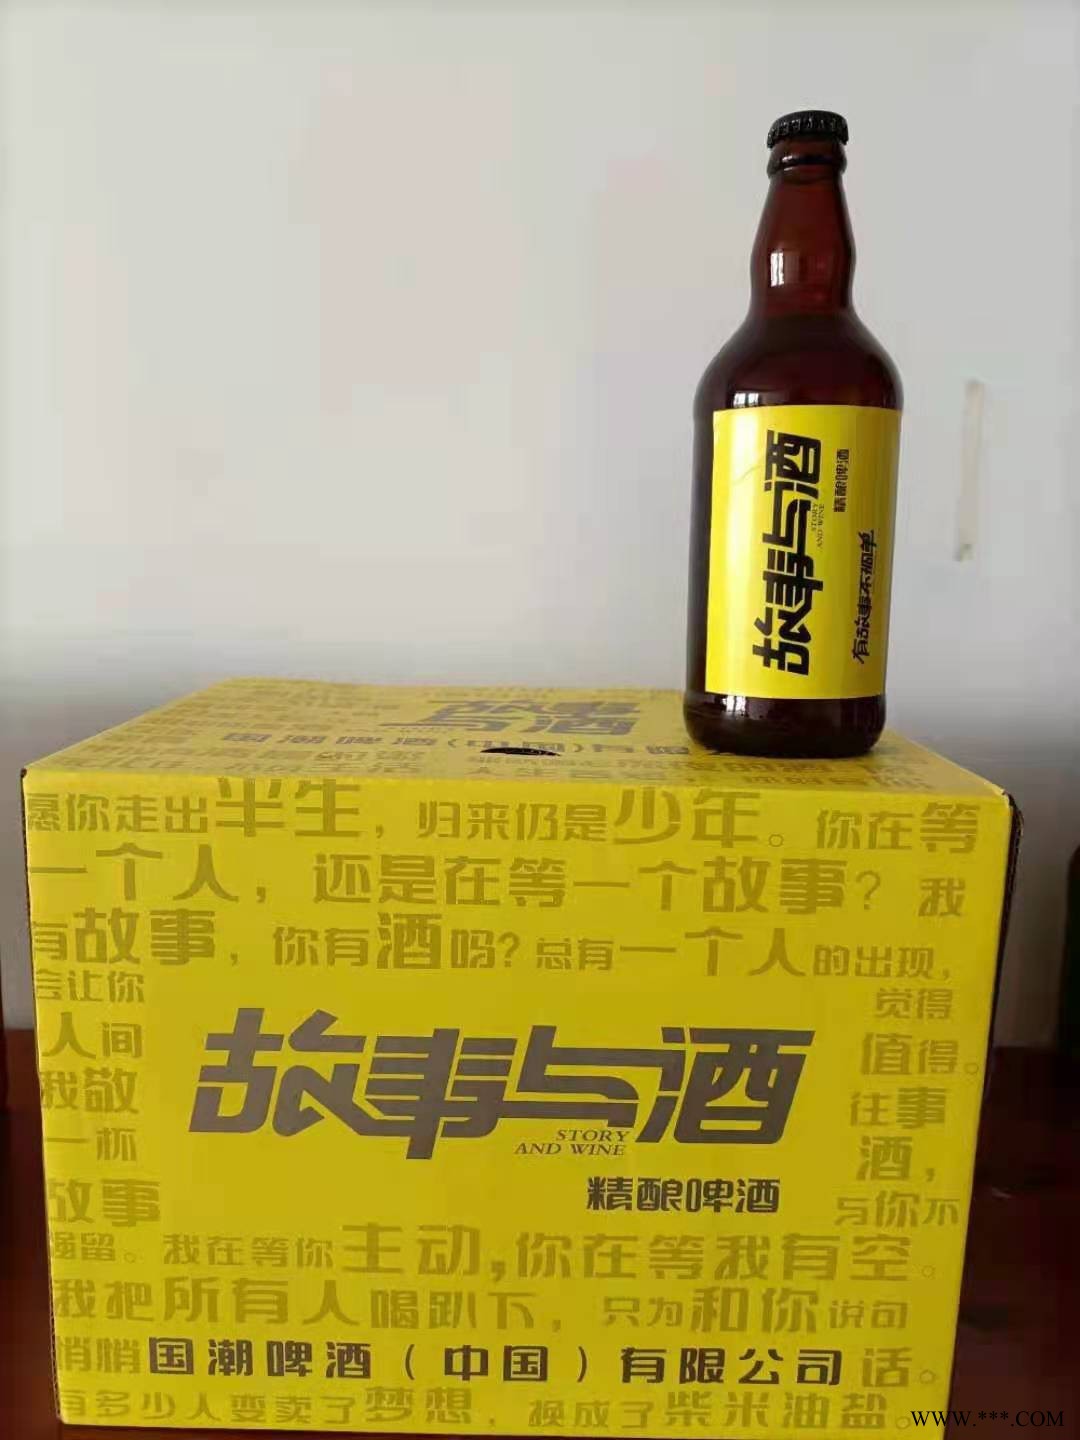 故事与酒
STORY
AND WINE
精酿啤酒
有故事不孤单
故事
与酒
国潮啤酒(中国)有限
愿你走出半生，归来仍是少年。你在等
一个人，还是在等一个故事？我
有故事，你有酒吗？总有一个人的出现，
会让你 觉得
人间 值得。
我敬 往事
一杯 酒，
故事 与你不
故事与酒
STORY
AND WINE
精酿啤酒
留。我在等你主动,你在等我有空。
我把所有人喝趴下，只为和你说句
悄悄国潮啤酒(中国)有限公司话。
有多少人变卖了梦想，换成了柴米油盐。
WWW.***.COM